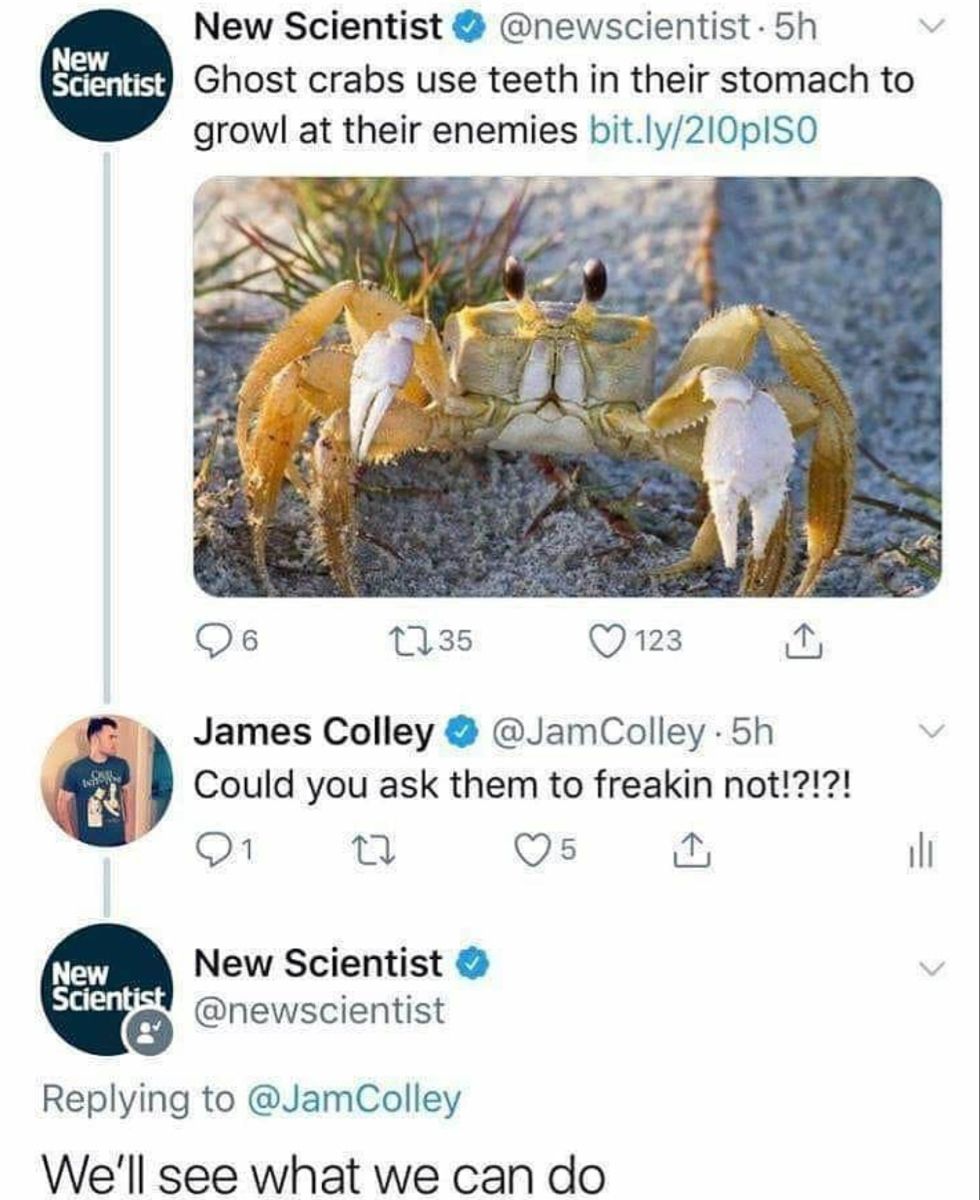 New Scientist @newscientist · 5h
New
Scientist
Ghost crabs use teeth in their stomach to
growl at their enemies bit.ly/2I0pISO
6 35 123
James Colley @JamColley · 5h
Could you ask them to freakin not!?!?!
1 5
New Scientist
New
Scientist
@newscientist
Replying to @JamColley
We'll see what we can do